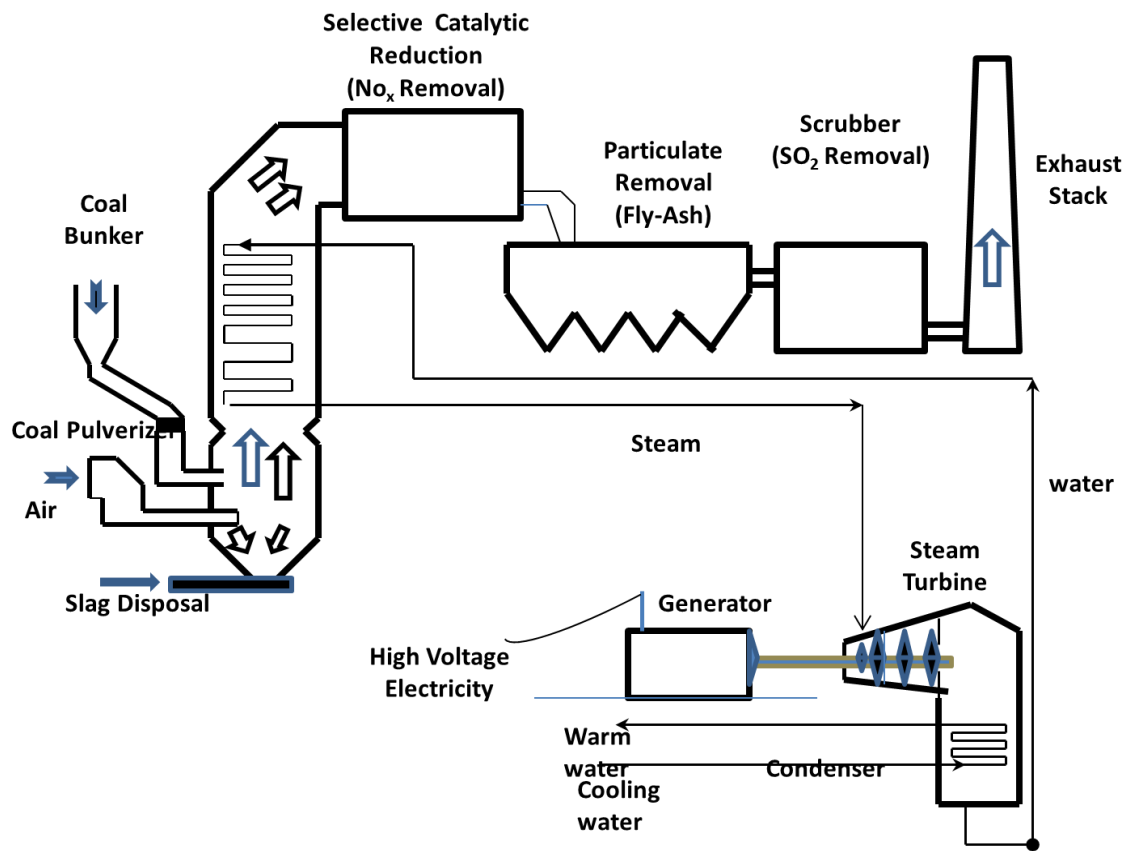 Selective Catalytic
Reduction
(Noₓ Removal)
Scrubber
(SO₂ Removal)
Particulate
Removal
(Fly-Ash)
Exhaust
Stack
Coal
Bunker
Coal Pulverizer
Steam
Air
water
Steam
Turbine
Slag Disposal
Generator
High Voltage
Electricity
Warm
water
Condenser
Cooling
water